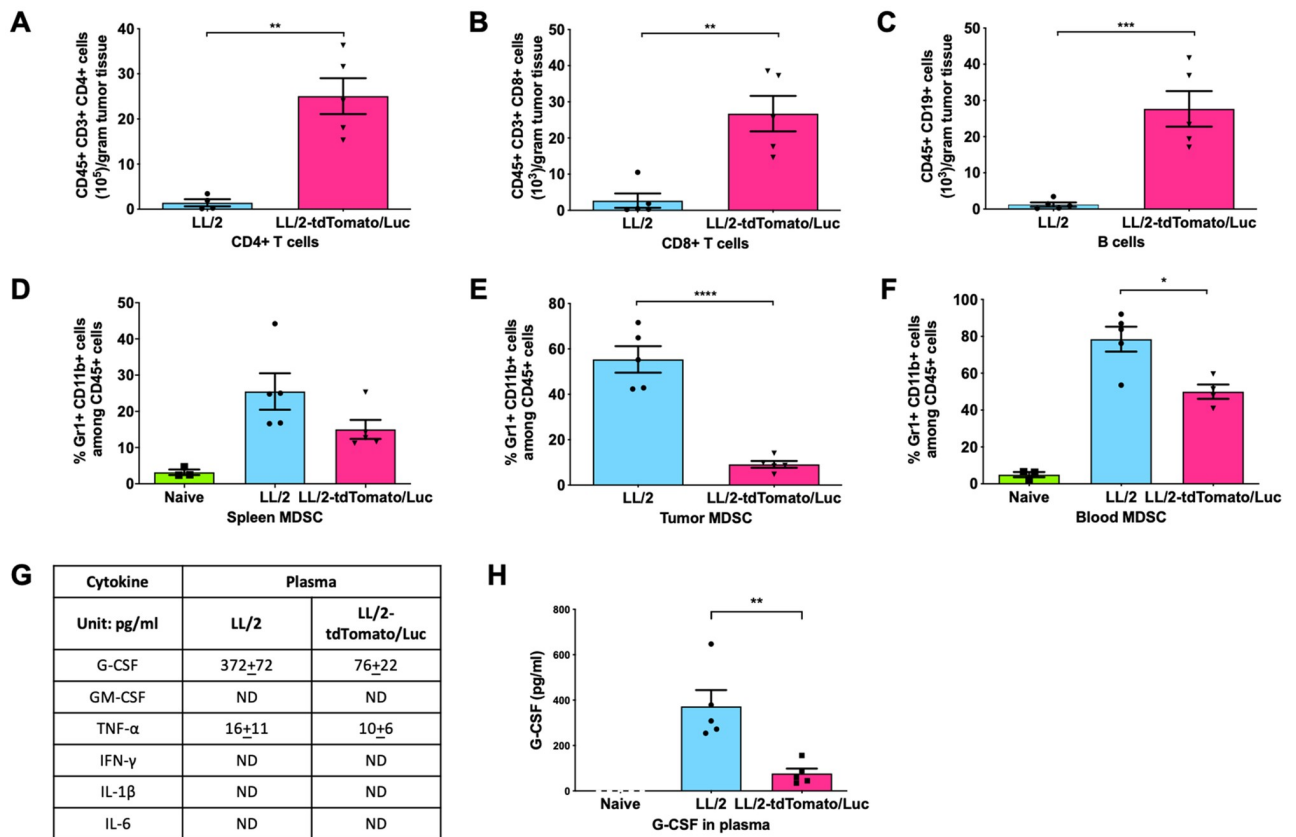 A
CD45+ CD3+ CD4+ cells
(10⁵)/gram tumor tissue
40
30
20
10
0
**
LL/2
LL/2-tdTomato/Luc
CD4+ T cells
B
CD45+ CD3+ CD8+ cells
(10³)/gram tumor tissue
50
40
30
20
10
0
**
LL/2
LL/2-tdTomato/Luc
CD8+ T cells
C
CD45+ CD19+ cells
(10³)/gram tumor tissue
50
40
30
20
10
0
***
LL/2
LL/2-tdTomato/Luc
B cells
D
% Gr1+ CD11b+ cells
among CD45+ cells
50
40
30
20
10
0
Naive
LL/2
LL/2-tdTomato/Luc
Spleen MDSC
E
% Gr1+ CD11b+ cells
among CD45+ cells
80
60
40
20
0
****
LL/2
LL/2-tdTomato/Luc
Tumor MDSC
F
% Gr1+ CD11b+ cells
among CD45+ cells
100
80
60
40
20
0
*
Naive
LL/2
LL/2-tdTomato/Luc
Blood MDSC
G
Cytokine Plasma
Unit: pg/ml LL/2 LL/2-
tdTomato/Luc
G-CSF 372±72 76±22
GM-CSF ND ND
TNF-α 16±11 10±6
IFN-γ ND ND
IL-1β ND ND
IL-6 ND ND
H
G-CSF (pg/ml)
800
600
400
200
0
**
Naive
LL/2
LL/2-tdTomato/Luc
G-CSF in plasma